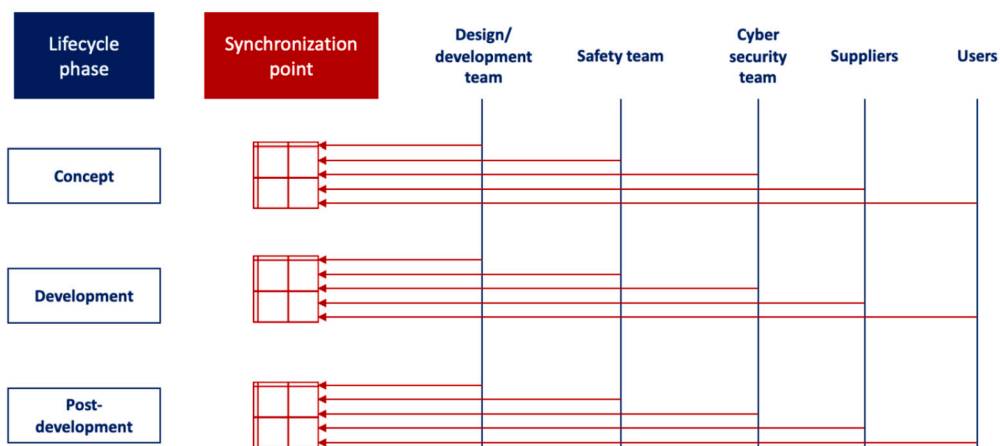 Lifecycle
phase
Synchronization
point
Design/
development
team
Safety team
Cyber
security
team
Suppliers
Users
Concept
Development
Post-
development